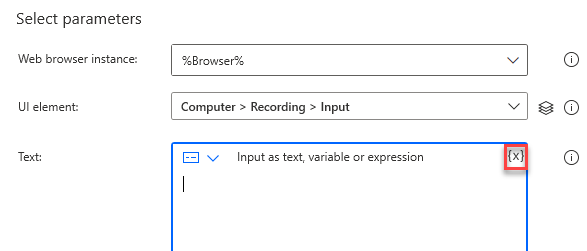 Select parameters
Web browser instance: %Browser%
UI element: Computer > Recording > Input
Text: Input as text, variable or expression {x}